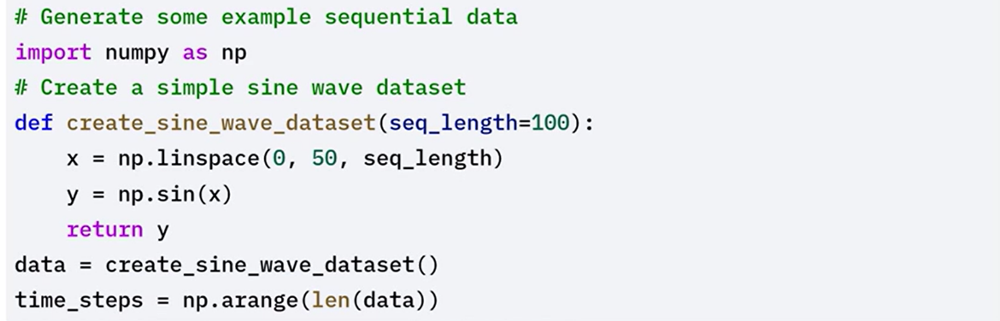 # Generate some example sequential data
import numpy as np
# Create a simple sine wave dataset
def create_sine_wave_dataset(seq_length=100):
    x = np.linspace(0, 50, seq_length)
    y = np.sin(x)
    return y
data = create_sine_wave_dataset()
time_steps = np.arange(len(data))